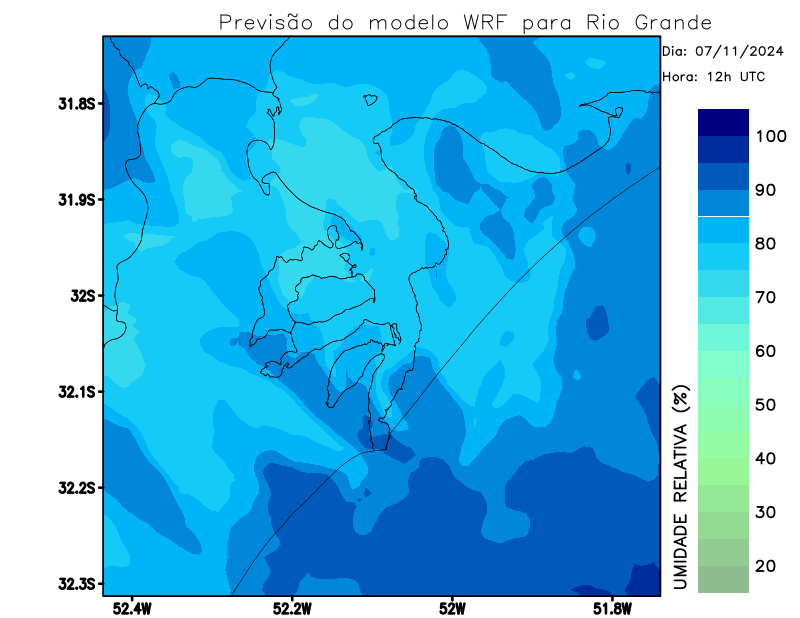 Previsão do modelo WRF para Rio Grande
Dia: 07/11/2024
Hora: 12h UTC
31.8S
31.9S
32S
32.1S
32.2S
32.3S
52.4W
52.2W
52W
51.8W
100
90
80
70
60
50
40
30
20
UMIDADE RELATIVA (%)